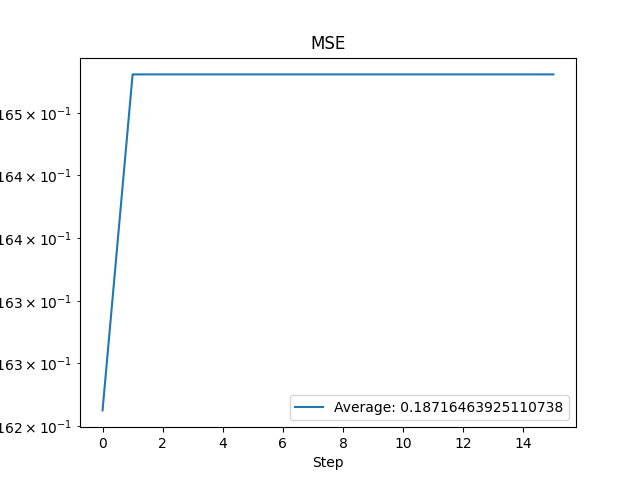 MSE
165 × 10⁻¹
164 × 10⁻¹
164 × 10⁻¹
163 × 10⁻¹
163 × 10⁻¹
162 × 10⁻¹
Average: 0.18716463925110738
0 2 4 6 8 10 12 14
Step